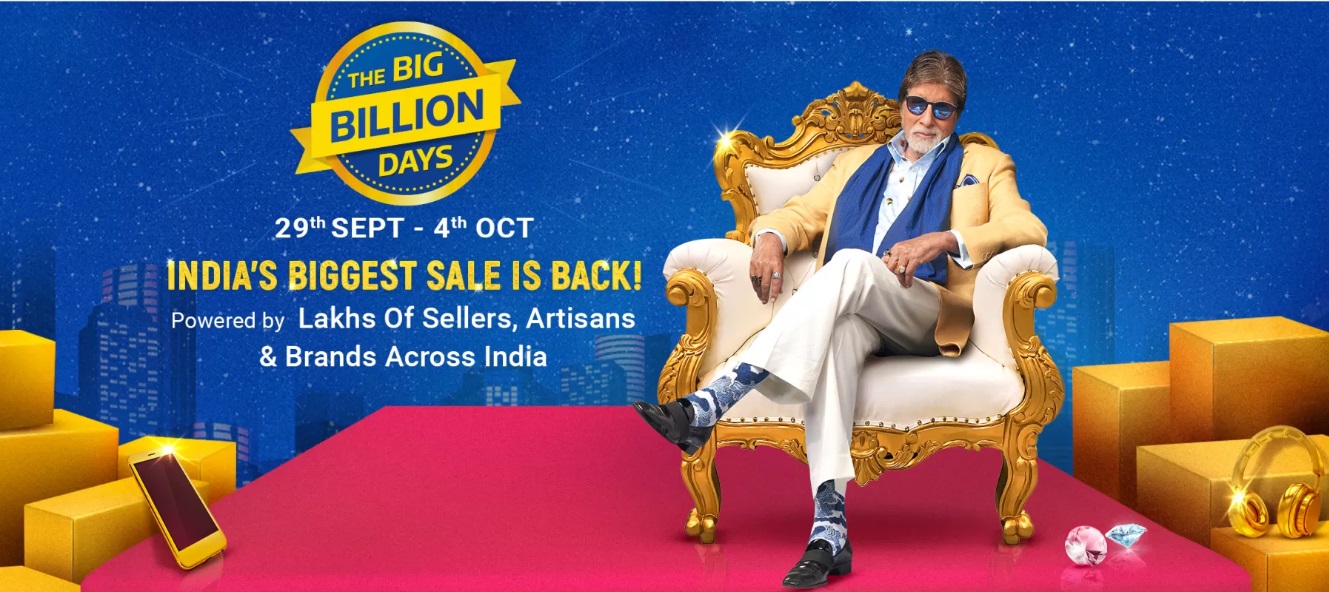 THE BIG
BILLION
DAYS
29th SEPT - 4th OCT
INDIA'S BIGGEST SALE IS BACK!
Powered by Lakhs Of Sellers, Artisans
& Brands Across India